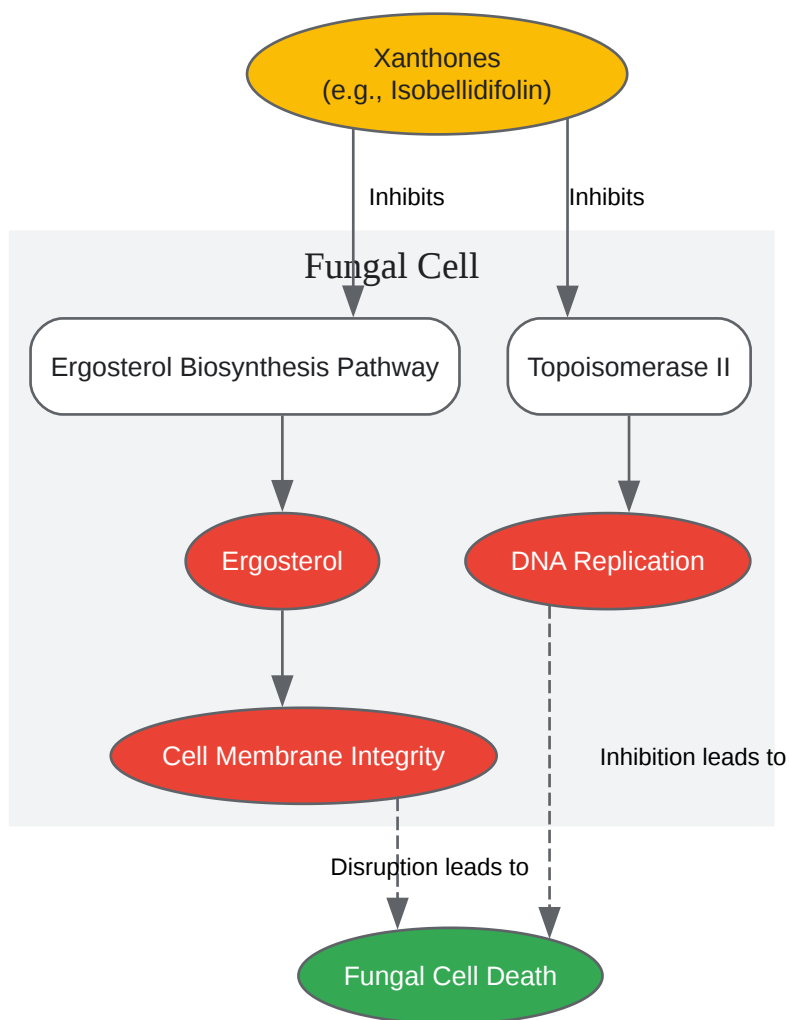 Xanthones
(e.g., Isobellidifolin)
Inhibits
Inhibits
Fungal Cell
Ergosterol Biosynthesis Pathway
Topoisomerase II
Ergosterol
DNA Replication
Cell Membrane Integrity
Inhibition leads to
Disruption leads to
Fungal Cell Death